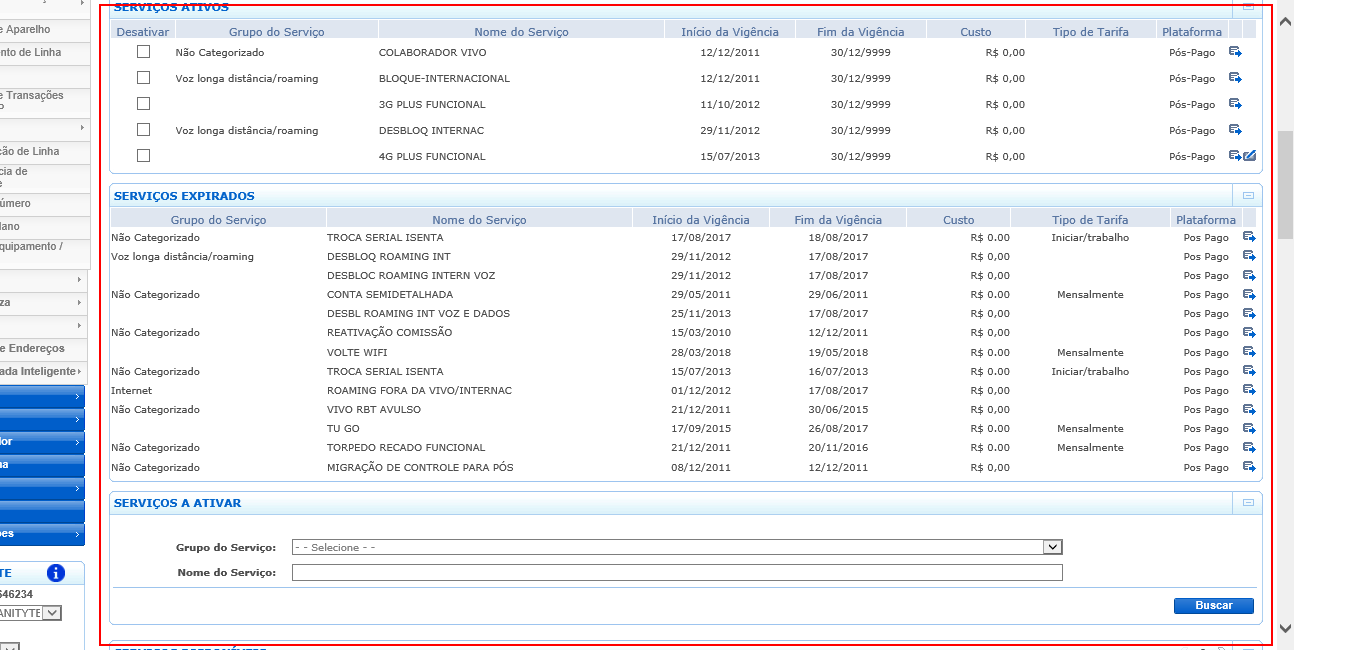 SERVIÇOS ATIVOS
Desativar Grupo do Serviço Nome do Serviço Início da Vigência Fim da Vigência Custo Tipo de Tarifa Plataforma
Não Categorizado COLABORADOR VIVO 12/12/2011 30/12/9999 R$ 0,00 Pós-Pago
Voz longa distância/roaming BLOQUE-INTERNACIONAL 12/12/2011 30/12/9999 R$ 0,00 Pós-Pago
3G PLUS FUNCIONAL 11/10/2012 30/12/9999 R$ 0,00 Pós-Pago
Voz longa distância/roaming DESBLOQ INTERNAC 29/11/2012 30/12/9999 R$ 0,00 Pós-Pago
4G PLUS FUNCIONAL 15/07/2013 30/12/9999 R$ 0,00 Pós-Pago
SERVIÇOS EXPIRADOS
Grupo do Serviço Nome do Serviço Início da Vigência Fim da Vigência Custo Tipo de Tarifa Plataforma
Não Categorizado TROCA SERIAL ISENTA 17/08/2017 18/08/2017 R$ 0.00 Iniciar/trabalho Pos Pago
Voz longa distância/roaming DESBLOQ ROAMING INT 29/11/2012 17/08/2017 R$ 0,00 Pos Pago
DESBLOC ROAMING INTERN VOZ 29/11/2012 17/08/2017 R$ 0,00 Pos Pago
Não Categorizado CONTA SEMIDETALHADA 29/05/2011 29/06/2011 R$ 0.00 Mensalmente Pos Pago
DESBL ROAMING INT VOZ E DADOS 25/11/2013 17/08/2017 R$ 0,00 Pos Pago
Não Categorizado REATIVAÇÃO COMISSÃO 15/03/2010 12/12/2011 R$ 0,00 Pos Pago
VOLTE WIFI 28/03/2018 19/05/2018 R$ 0.00 Mensalmente Pos Pago
Não Categorizado TROCA SERIAL ISENTA 15/07/2013 16/07/2013 R$ 0.00 Iniciar/trabalho Pos Pago
Internet ROAMING FORA DA VIVO/INTERNAC 01/12/2012 17/08/2017 R$ 0,00 Pos Pago
Não Categorizado VIVO RBT AVULSO 21/12/2011 30/06/2015 R$ 0,00 Pos Pago
TU GO 17/09/2015 26/08/2017 R$ 0.00 Mensalmente Pos Pago
Não Categorizado TORPEDO RECADO FUNCIONAL 21/12/2011 20/11/2016 R$ 0.00 Mensalmente Pos Pago
Não Categorizado MIGRAÇÃO DE CONTROLE PARA PÓS 08/12/2011 12/12/2011 R$ 0,00 Pos Pago
SERVIÇOS A ATIVAR
Grupo do Serviço: - - Selecione - -
Nome do Serviço:
Buscar
e Aparelho
nto de Linha
e Transações
o
ção de Linha
cia de
e
úmero
lano
quipamento /
za
e Endereços
ada Inteligente
dor
na
ões
TE
646234
ANITYTE